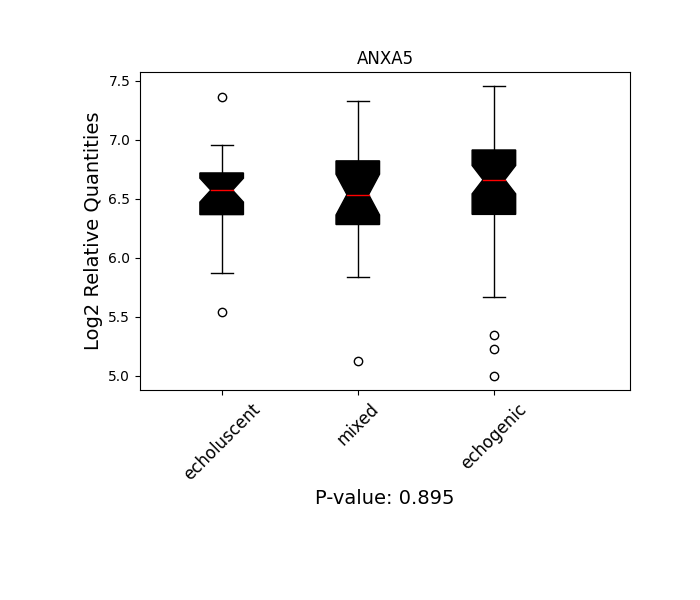 ANXA5
Log2 Relative Quantities
7.5
7.0
6.5
6.0
5.5
5.0
echoluscent
mixed
echogenic
P-value: 0.895